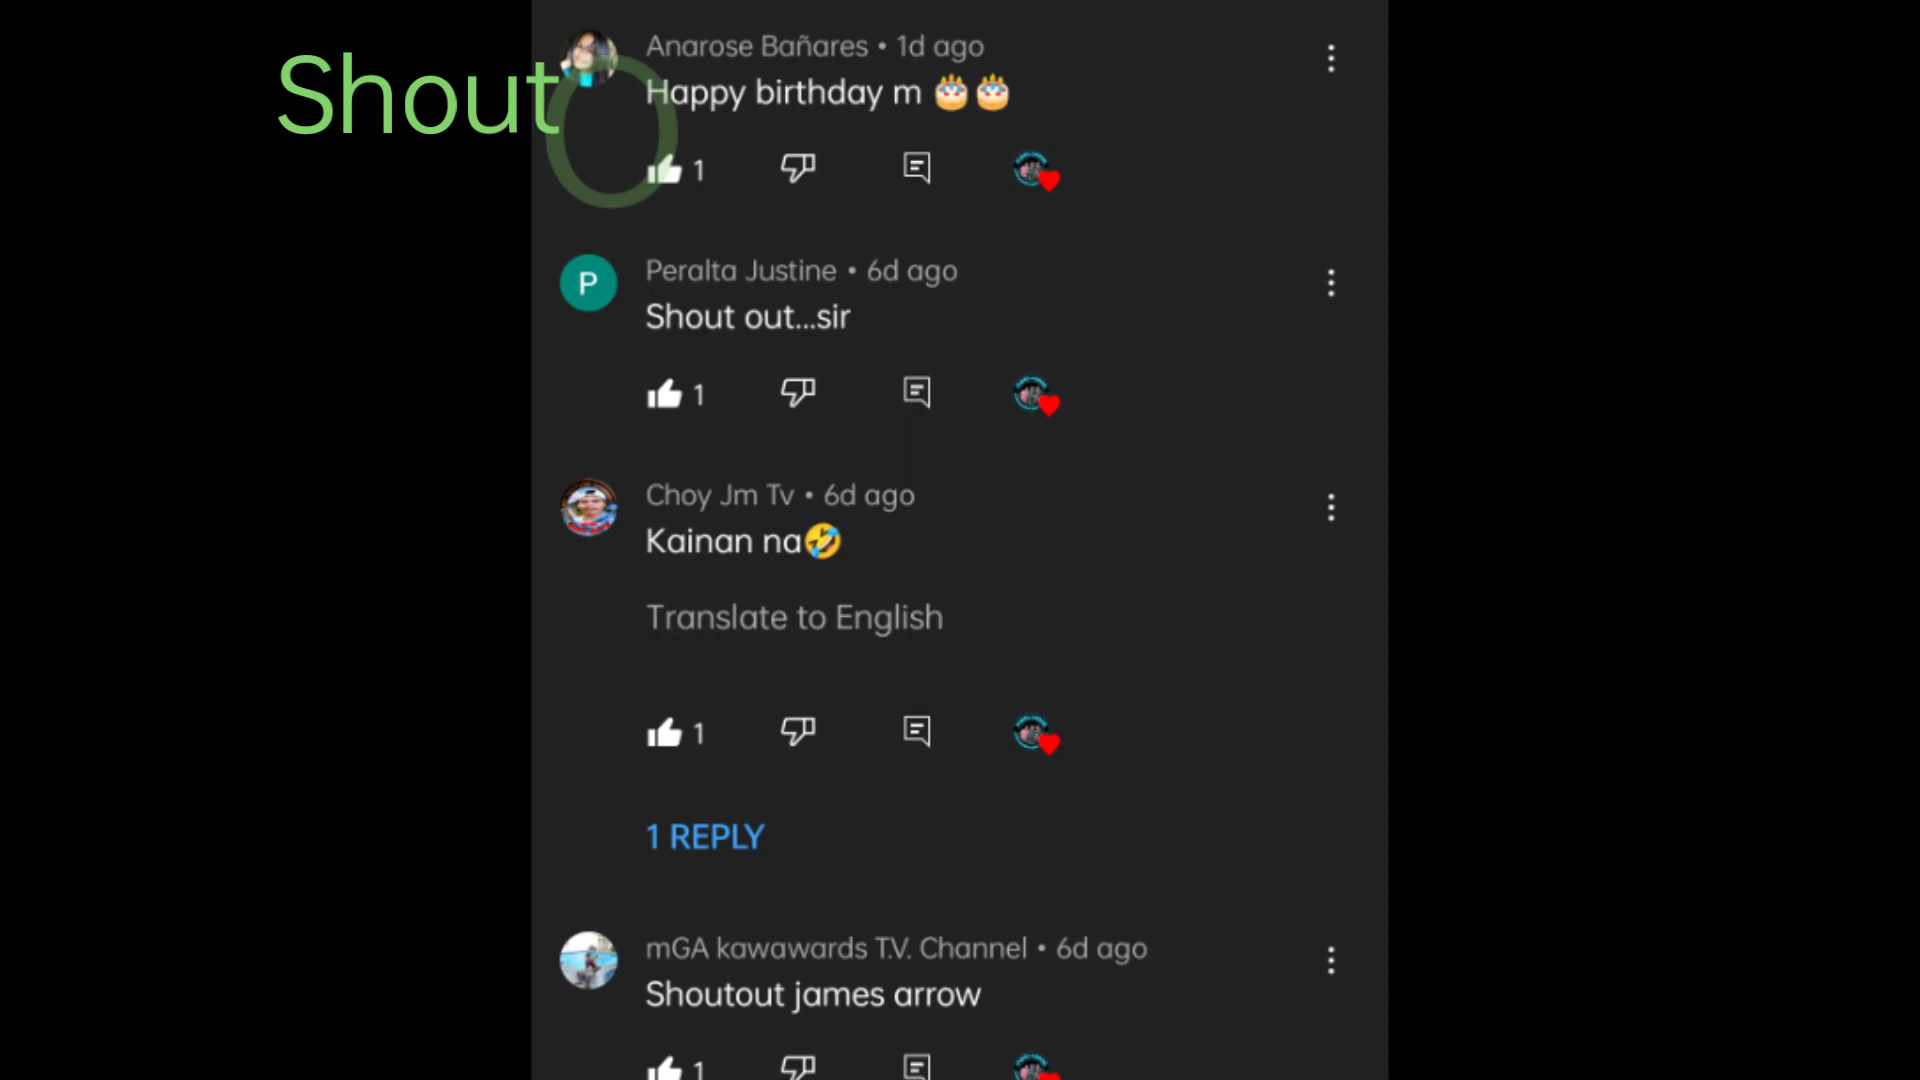 Shout O
Anarose Bañares • 1d ago
Happy birthday m 🎂🎂
1
P
Peralta Justine • 6d ago
Shout out...sir
1
Choy Jm Tv • 6d ago
Kainan na🤣
Translate to English
1
1 REPLY
mGA kawawards T.V. Channel • 6d ago
Shoutout james arrow
1